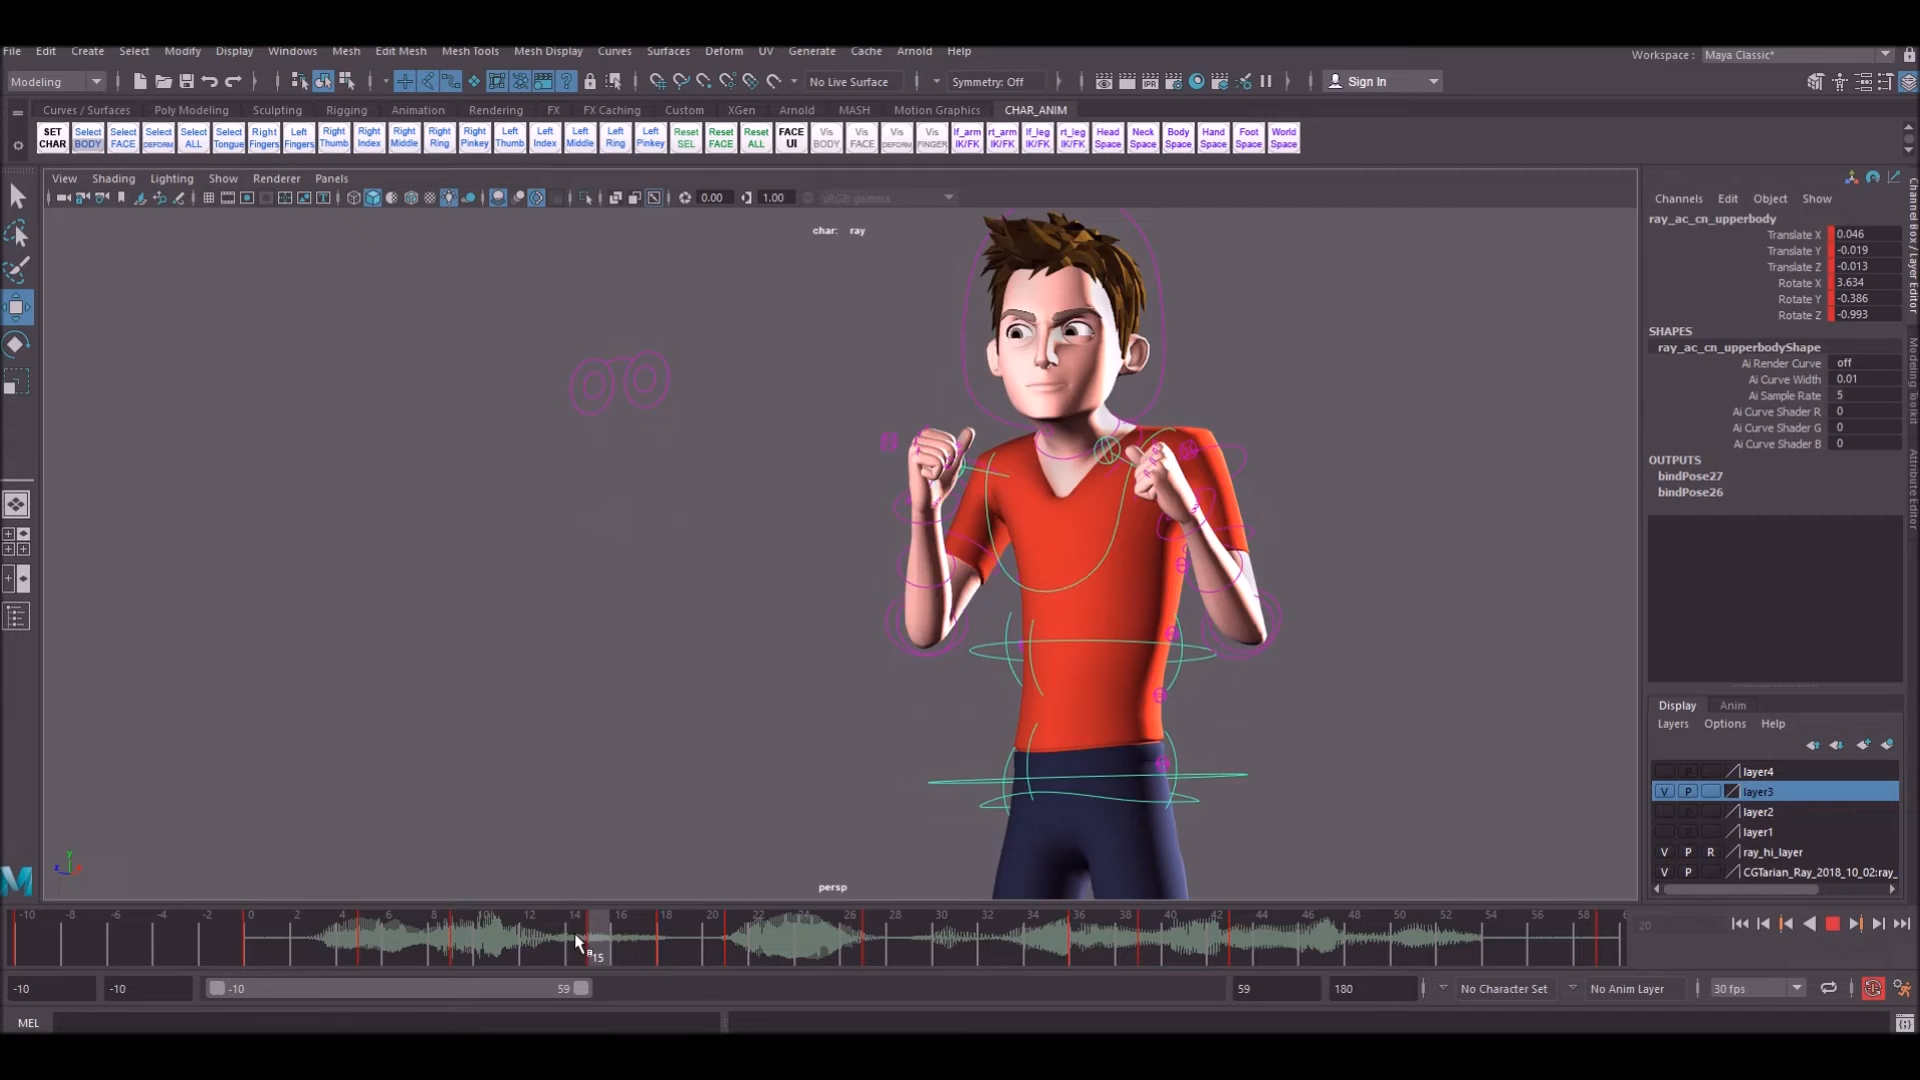 File Edit Create Select Modify Display Windows Mesh Edit Mesh Mesh Tools Mesh Display Curves Surfaces Deform UV Generate Cache Arnold Help
Workspace : Maya Classic*
Modeling
No Live Surface
Symmetry: Off
Sign In
Curves / Surfaces Poly Modeling Sculpting Rigging Animation Rendering FX FX Caching Custom XGen Arnold MASH Motion Graphics CHAR_ANIM
SET CHAR
Select BODY
Select FACE
Select DEFORM
Select ALL
Select Tongue
Right Fingers
Left Fingers
Right Thumb
Right Index
Right Middle
Right Ring
Right Pinkey
Left Thumb
Left Index
Left Middle
Left Ring
Left Pinkey
Reset SEL
Reset FACE
Reset ALL
FACE UI
Vis BODY
Vis FACE
Vis DEFORM
Vis FINGER
lf_arm IK/FK
rt_arm IK/FK
lf_leg IK/FK
rt_leg IK/FK
Head Space
Neck Space
Body Space
Hand Space
Foot Space
World Space
View Shading Lighting Show Renderer Panels
0.00
1.00
sRGB gamma
char: ray
persp
Channels Edit Object Show
ray_ac_cn_upperbody
Translate X 0.046
Translate Y -0.019
Translate Z -0.013
Rotate X 3.634
Rotate Y -0.386
Rotate Z -0.993
SHAPES
ray_ac_cn_upperbodyShape
Ai Render Curve off
Ai Curve Width 0.01
Ai Sample Rate 5
Ai Curve Shader R 0
Ai Curve Shader G 0
Ai Curve Shader B 0
OUTPUTS
bindPose27
bindPose26
Channel Box / Layer Editor
Modeling Toolkit
Attribute Editor
Display Anim
Layers Options Help
layer4
V P layer3
layer2
layer1
V P R ray_hi_layer
V P CGTarian_Ray_2018_10_02:ray_
-10 -8 -6 -4 -2 0 2 4 6 8 10 12 14 16 18 20 22 24 26 28 30 32 34 36 38 40 42 44 46 48 50 52 54 56 58
15
20
-10
-10
-10 59
59
180
No Character Set
No Anim Layer
30 fps
MEL